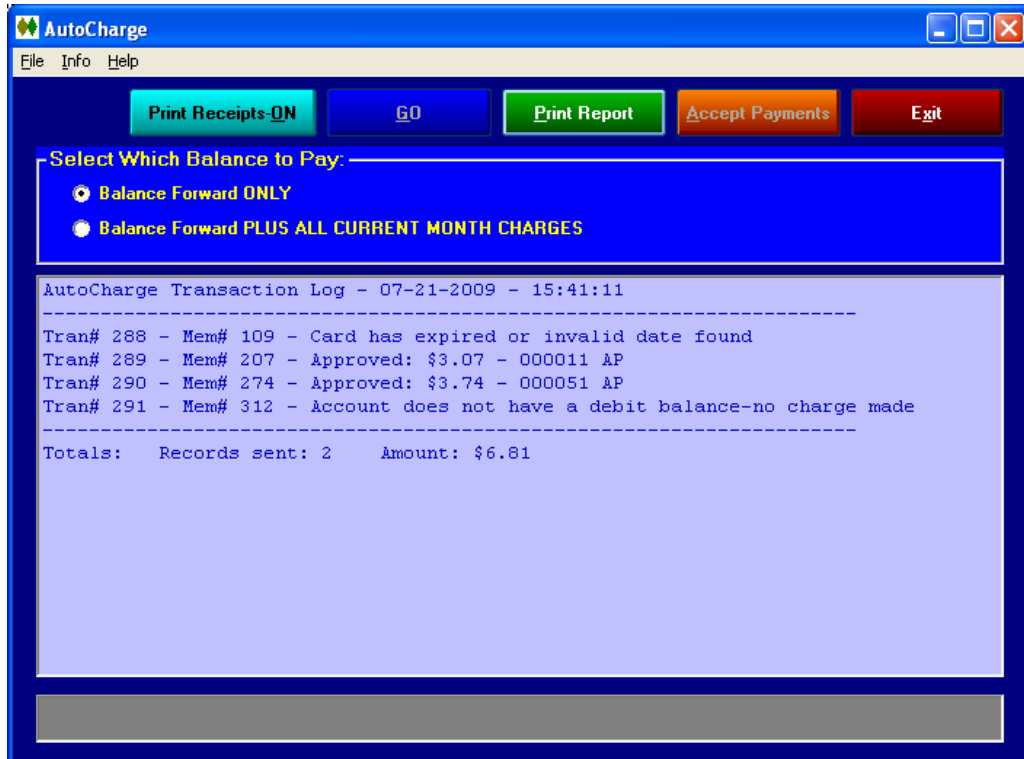 AutoCharge
File Info Help
Print Receipts-ON GO Print Report Accept Payments Exit
Select Which Balance to Pay:
Balance Forward ONLY
Balance Forward PLUS ALL CURRENT MONTH CHARGES
AutoCharge Transaction Log - 07-21-2009 - 15:41:11
----------------------------------------------------------------------
Tran# 288 - Mem# 109 - Card has expired or invalid date found
Tran# 289 - Mem# 207 - Approved: $3.07 - 000011 AP
Tran# 290 - Mem# 274 - Approved: $3.74 - 000051 AP
Tran# 291 - Mem# 312 - Account does not have a debit balance-no charge made
----------------------------------------------------------------------
Totals: Records sent: 2 Amount: $6.81